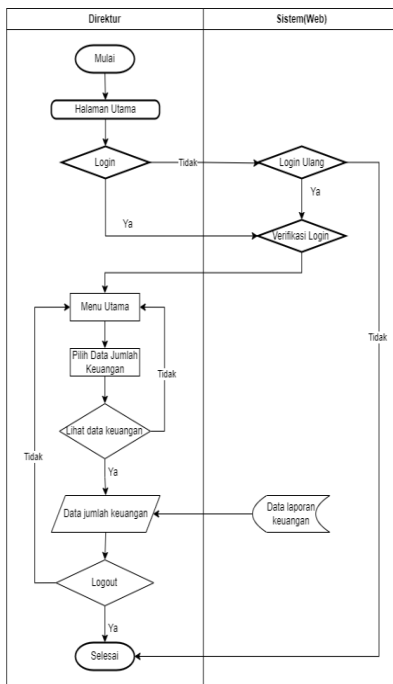 Direktur
Sistem(Web)
Mulai
Halaman Utama
Login
Tidak
Login Ulang
Ya
Ya
Verifikasi Login
Menu Utama
Tidak
Pilih Data Jumlah
Keuangan
Tidak
Lihat data keuangan
Tidak
Ya
Data jumlah keuangan
Data laporan
keuangan
Logout
Ya
Selesai